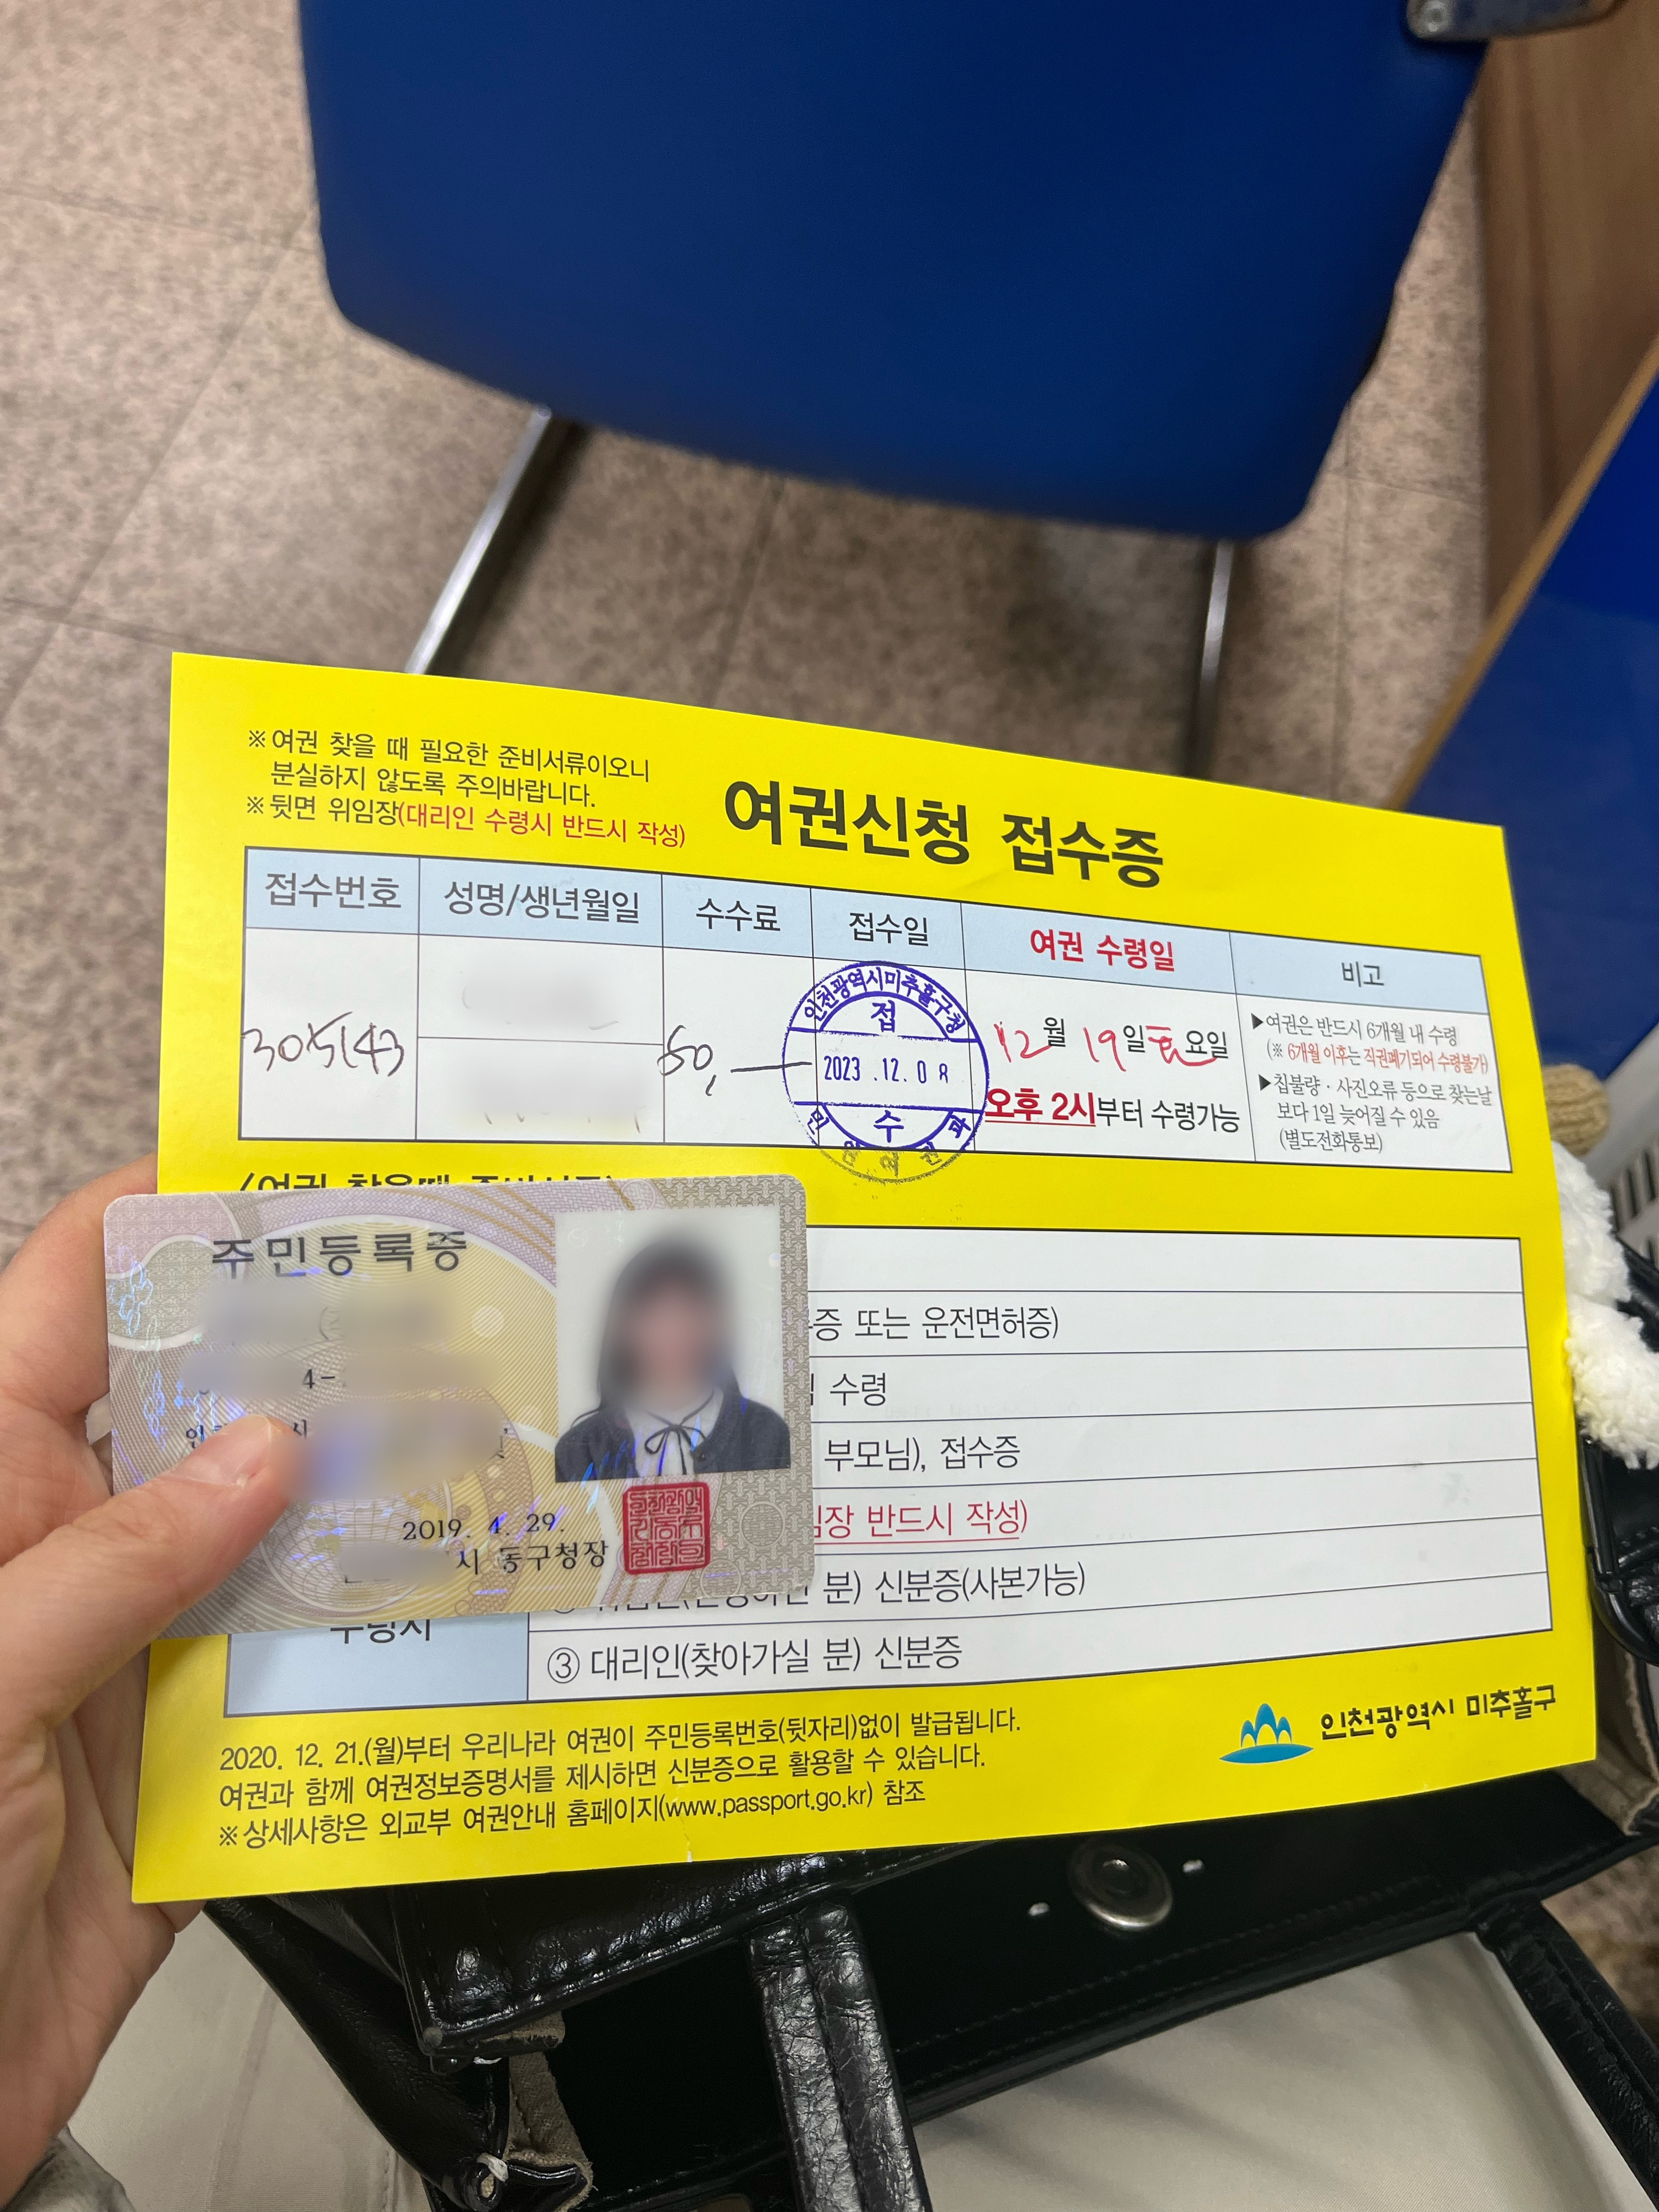 ※여권 찾을 때 필요한 준비서류이오니
분실하지 않도록 주의바랍니다.
※뒷면 위임장(대리인 수령시 반드시 작성)
여권신청 접수증
접수번호 성명/생년월일 수수료 접수일 여권 수령일 비고
305143
50,
인천광역시미추홀구청
접
2023.12.08
수
민원여권과
12월 19일 요일
오후 2시부터 수령가능
▶여권은 반드시 6개월 내 수령
(※ 6개월 이후는 직권폐기되어 수령불가)
▶칩불량·사진오류 등으로 찾는날
보다 1일 늦어질 수 있음
(별도전화통보)
주민등록증
4-
2019. 4. 29.
시 동구청장
증 또는 운전면허증)
수령
부모님), 접수증
장 반드시 작성)
분) 신분증(사본가능)
③ 대리인(찾아가실 분) 신분증
2020. 12. 21.(월)부터 우리나라 여권이 주민등록번호(뒷자리)없이 발급됩니다.
여권과 함께 여권정보증명서를 제시하면 신분증으로 활용할 수 있습니다.
※상세사항은 외교부 여권안내 홈페이지(www.passport.go.kr) 참조
인천광역시 미추홀구